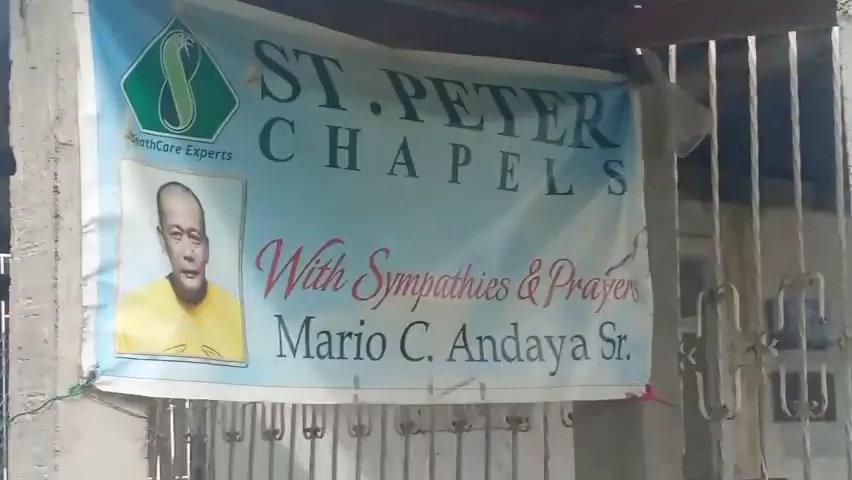 ST. PETER
CHAPELS
DeathCare Experts
With Sympathies & Prayers
Mario C. Andaya Sr.